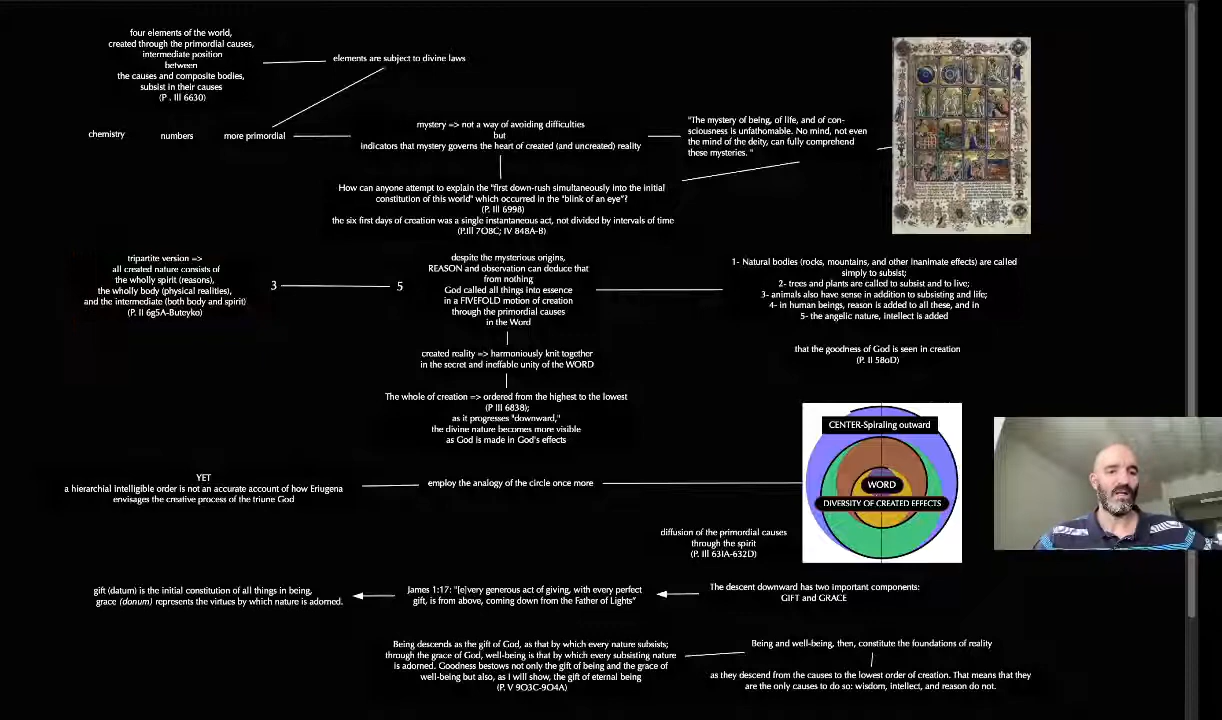 four elements of the world,
created through the primordial causes,
intermediate position
between
the causes and composite bodies,
subsist in their causes
(P . III 6630)
elements are subject to divine laws
chemistry
numbers
more primordial
mystery => not a way of avoiding difficulties
but
indicators that mystery governs the heart of created (and uncreated) reality
"The mystery of being, of life, and of con-
sciousness is unfathomable. No mind, not even
the mind of the deity, can fully comprehend
these mysteries. "
How can anyone attempt to explain the "first down-rush simultaneously into the initial
constitution of this world" which occurred in the "blink of an eye"?
(P. III 6998)
the six first days of creation was a single instantaneous act, not divided by intervals of time
(P.III 7O8C; IV 848A-B)
tripartite version =>
all created nature consists of
the wholly spirit (reasons),
the wholly body (physical realities),
and the intermediate (both body and spirit)
(P. II 6g5A-Buteyko)
3
5
despite the mysterious origins,
REASON and observation can deduce that
from nothing
God called all things into essence
in a FIVEFOLD motion of creation
through the primordial causes
in the Word
1- Natural bodies (rocks, mountains, and other inanimate effects) are called
simply to subsist;
2- trees and plants are called to subsist and to live;
3- animals also have sense in addition to subsisting and life;
4- in human beings, reason is added to all these, and in
5- the angelic nature, intellect is added
that the goodness of God is seen in creation
(P. II 58oD)
created reality => harmoniously knit together
in the secret and ineffable unity of the WORD
The whole of creation => ordered from the highest to the lowest
(P III 6838);
as it progresses "downward,"
the divine nature becomes more visible
as God is made in God's effects
CENTER-Spiraling outward
WORD
DIVERSITY OF CREATED EFFECTS
YET
a hierarchial intelligible order is not an accurate account of how Eriugena
envisages the creative process of the triune God
employ the analogy of the circle once more
diffusion of the primordial causes
through the spirit
(P. III 63IA-632D)
gift (datum) is the initial constitution of all things in being,
grace (donum) represents the virtues by which nature is adorned.
James 1:17: "[e]very generous act of giving, with every perfect
gift, is from above, coming down from the Father of Lights"
The descent downward has two important components:
GIFT and GRACE
Being descends as the gift of God, as that by which every nature subsists;
through the grace of God, well-being is that by which every subsisting nature
is adorned. Goodness bestows not only the gift of being and the grace of
well-being but also, as I will show, the gift of eternal being
(P. V 9O3C-9O4A)
Being and well-being, then, constitute the foundations of reality
as they descend from the causes to the lowest order of creation. That means that they
are the only causes to do so: wisdom, intellect, and reason do not.